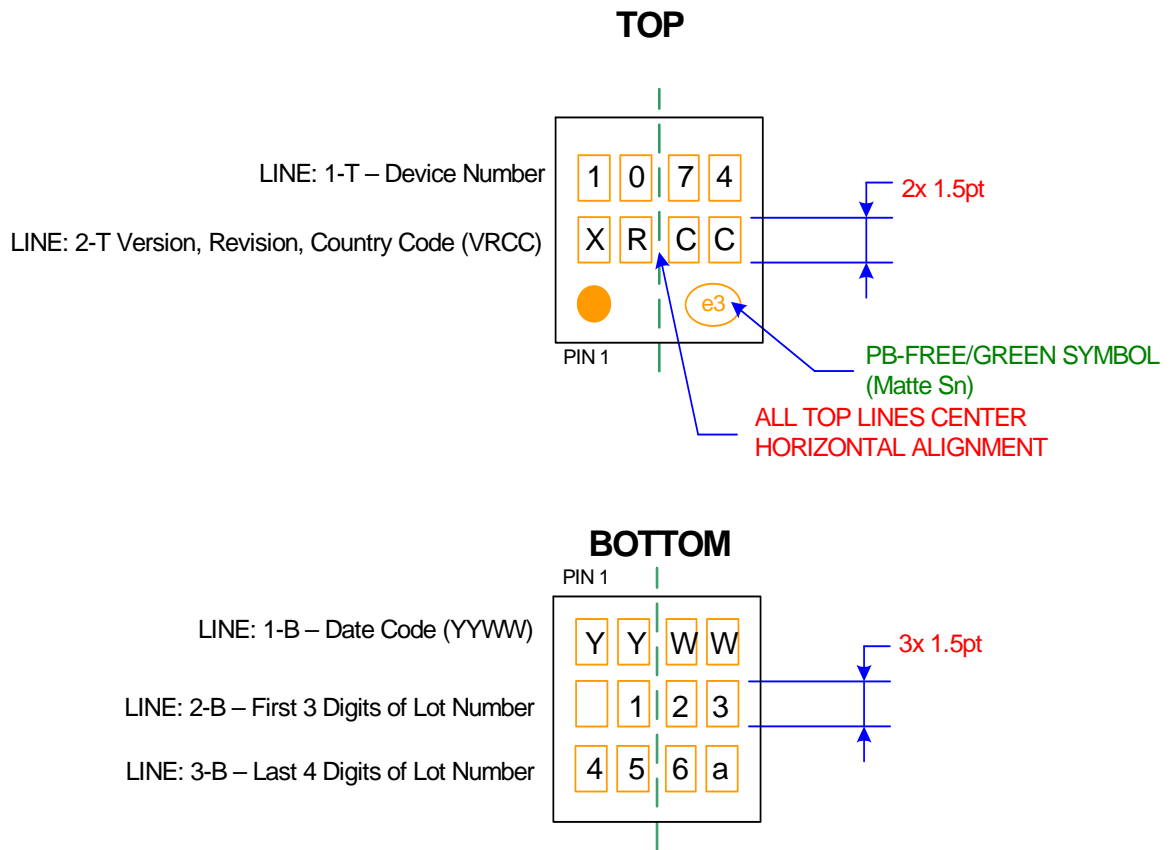 TOP
LINE: 1-T – Device Number
1 0 7 4
2x 1.5pt
LINE: 2-T Version, Revision, Country Code (VRCC)
X R C C
e3
PIN 1
PB-FREE/GREEN SYMBOL
(Matte Sn)
ALL TOP LINES CENTER
HORIZONTAL ALIGNMENT
BOTTOM
PIN 1
LINE: 1-B – Date Code (YYWW)
Y Y W W
3x 1.5pt
LINE: 2-B – First 3 Digits of Lot Number
1 2 3
LINE: 3-B – Last 4 Digits of Lot Number
4 5 6 a